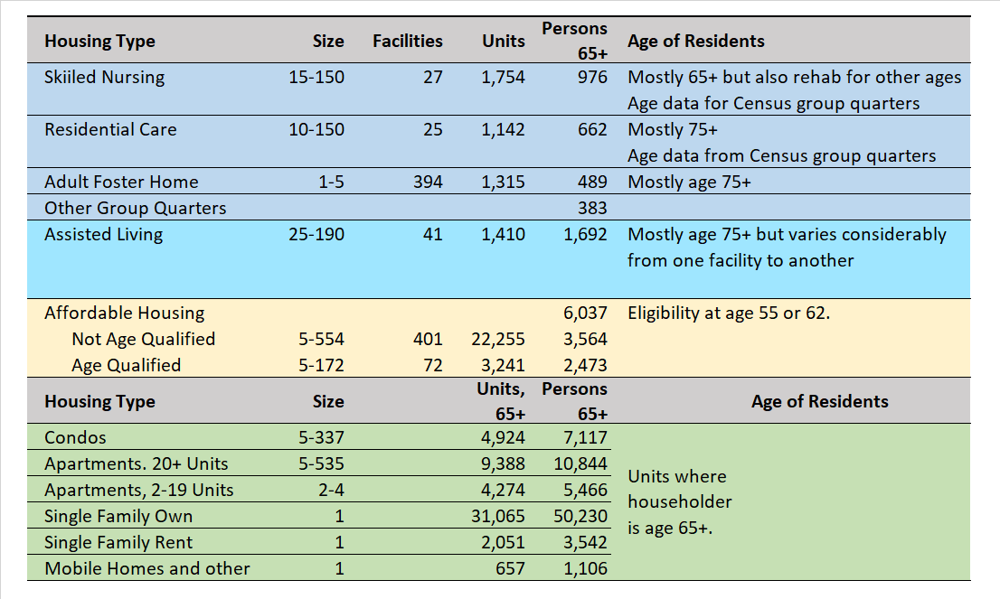 Housing Type Size Facilities Units Persons 65+ Age of Residents
Skiiled Nursing 15-150 27 1,754 976 Mostly 65+ but also rehab for other ages
Age data for Census group quarters
Residential Care 10-150 25 1,142 662 Mostly 75+
Age data from Census group quarters
Adult Foster Home 1-5 394 1,315 489 Mostly age 75+
Other Group Quarters 383
Assisted Living 25-190 41 1,410 1,692 Mostly age 75+ but varies considerably
from one facility to another
Affordable Housing 6,037 Eligibility at age 55 or 62.
Not Age Qualified 5-554 401 22,255 3,564
Age Qualified 5-172 72 3,241 2,473
Housing Type Size Units, 65+ Persons 65+ Age of Residents
Condos 5-337 4,924 7,117
Apartments. 20+ Units 5-535 9,388 10,844
Apartments, 2-19 Units 2-4 4,274 5,466
Single Family Own 1 31,065 50,230
Single Family Rent 1 2,051 3,542
Mobile Homes and other 1 657 1,106
Units where
householder
is age 65+.